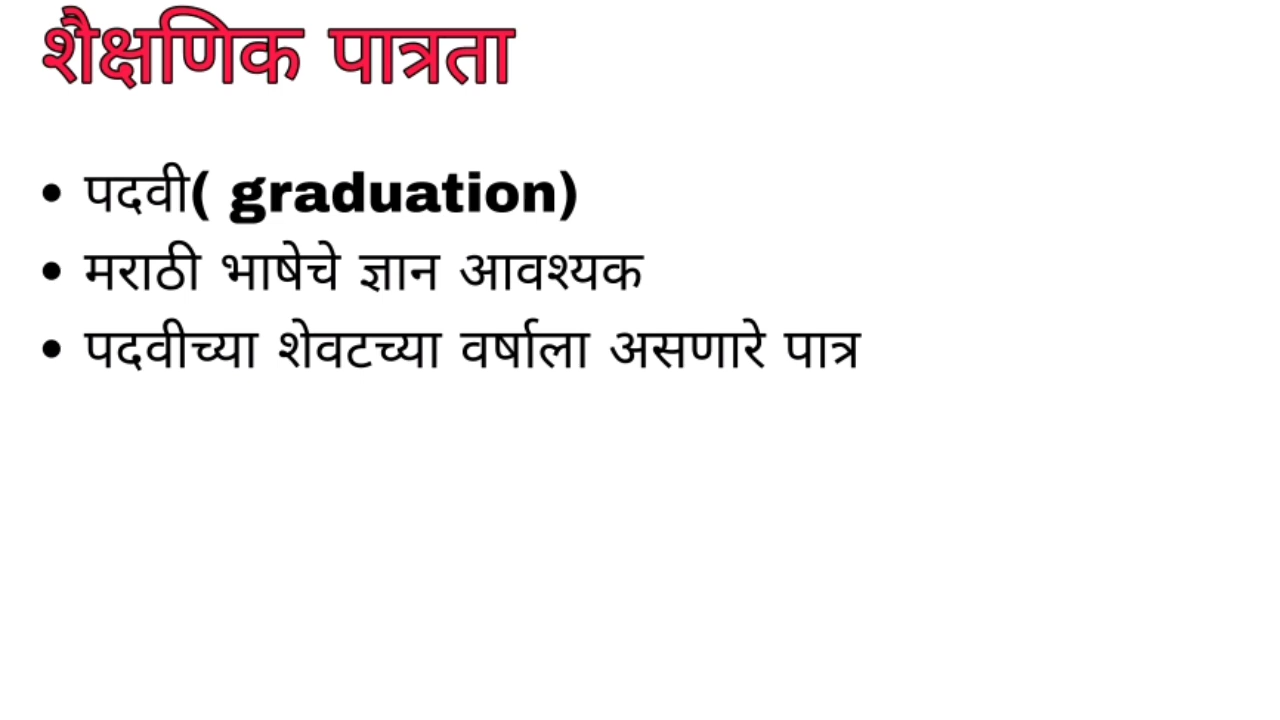 शैक्षणिक पात्रता
• पदवी( graduation)
• मराठी भाषेचे ज्ञान आवश्यक
• पदवीच्या शेवटच्या वर्षाला असणारे पात्र